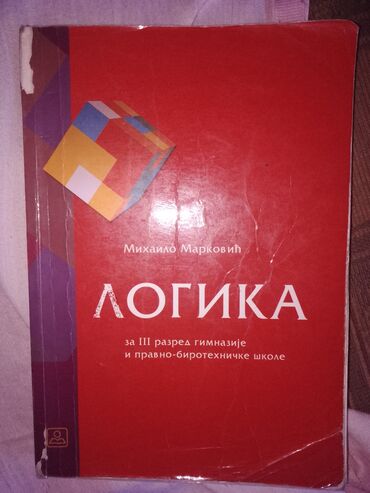 Михаило Марковић
ЛОГИКА
за III разред гимназије
и правно-биротехничке школе